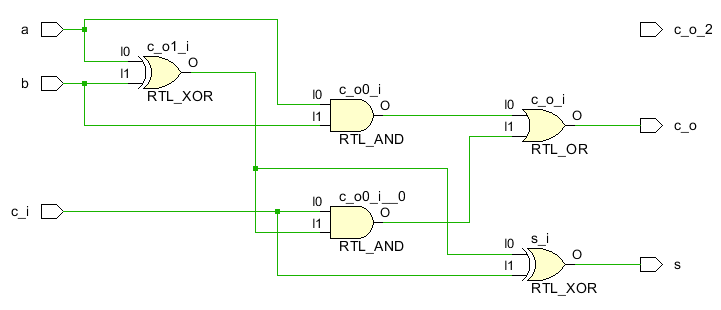 a
c_o_2
c_o1_i
I0
O
b
I1
RTL_XOR
c_o0_i
I0
O
I1
RTL_AND
c_o_i
I0
O
I1
RTL_OR
c_o
c_i
c_o0_i__0
I0
O
I1
RTL_AND
s_i
I0
O
I1
RTL_XOR
s